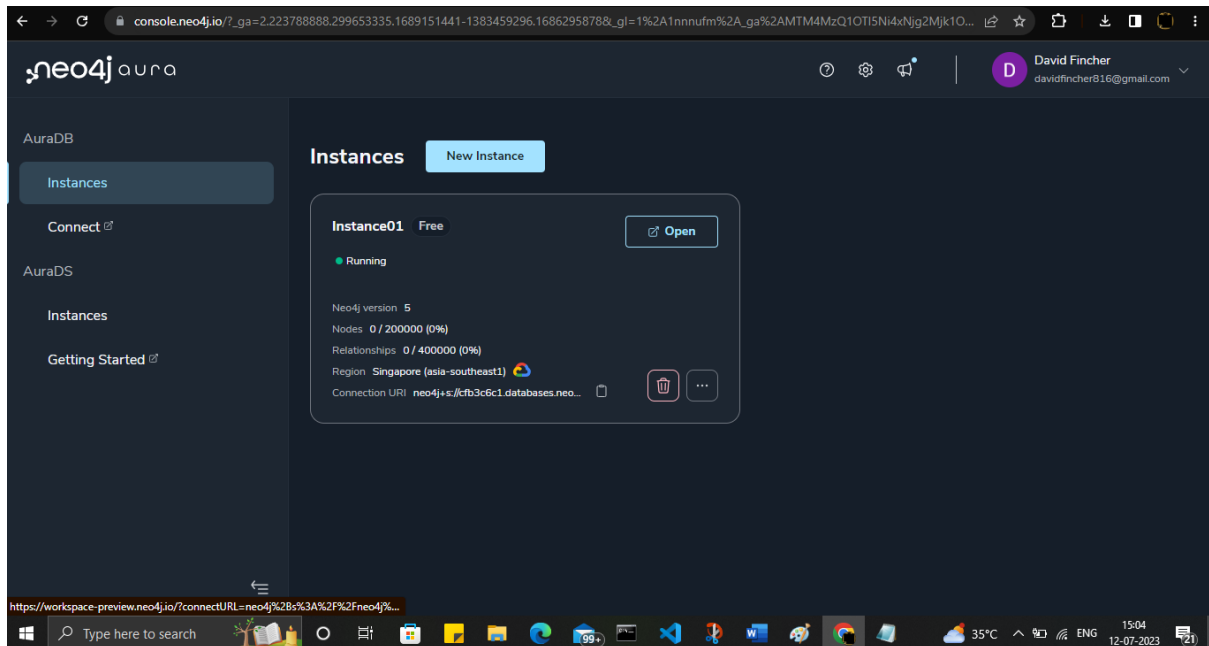 console.neo4j.io/?_ga=2.223788888.299653335.1689151441-1383459296.1686295878&_gl=1%2A1nnnufm%2A_ga%2AMTM4MzQ1OTI5Ni4xNjg2Mjk1O...
neo4j aura
David Fincher
D
davidfincher816@gmail.com
AuraDB
Instances
New Instance
Instances
Connect
Instance01 Free
Open
AuraDS
Running
Instances
Neo4j version 5
Nodes 0 / 200000 (0%)
Getting Started
Relationships 0 / 400000 (0%)
Region Singapore (asia-southeast1)
Connection URI neo4j+s://cfb3c6c1.databases.neo...
...
https://workspace-preview.neo4j.io/?connectURL=neo4j%2Bs%3A%2F%2Fneo4j%...
Type here to search
99+
35°C
ENG
15:04
12-07-2023
21